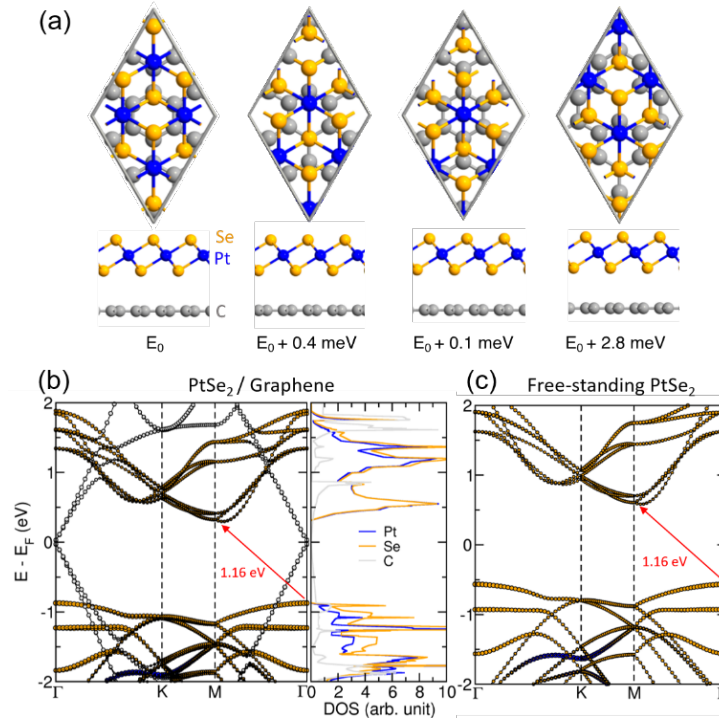 (a)
Se
Pt
C
E₀
E₀ + 0.4 meV
E₀ + 0.1 meV
E₀ + 2.8 meV
(b)
PtSe₂ / Graphene
(c)
Free-standing PtSe₂
E - E_F (eV)
2
1
0
-1
-2
Γ
K
M
Γ
1.16 eV
Pt
Se
C
0
2
4
6
8
10
DOS (arb. unit)
2
1
0
-1
-2
Γ
K
M
Γ
1.16 eV